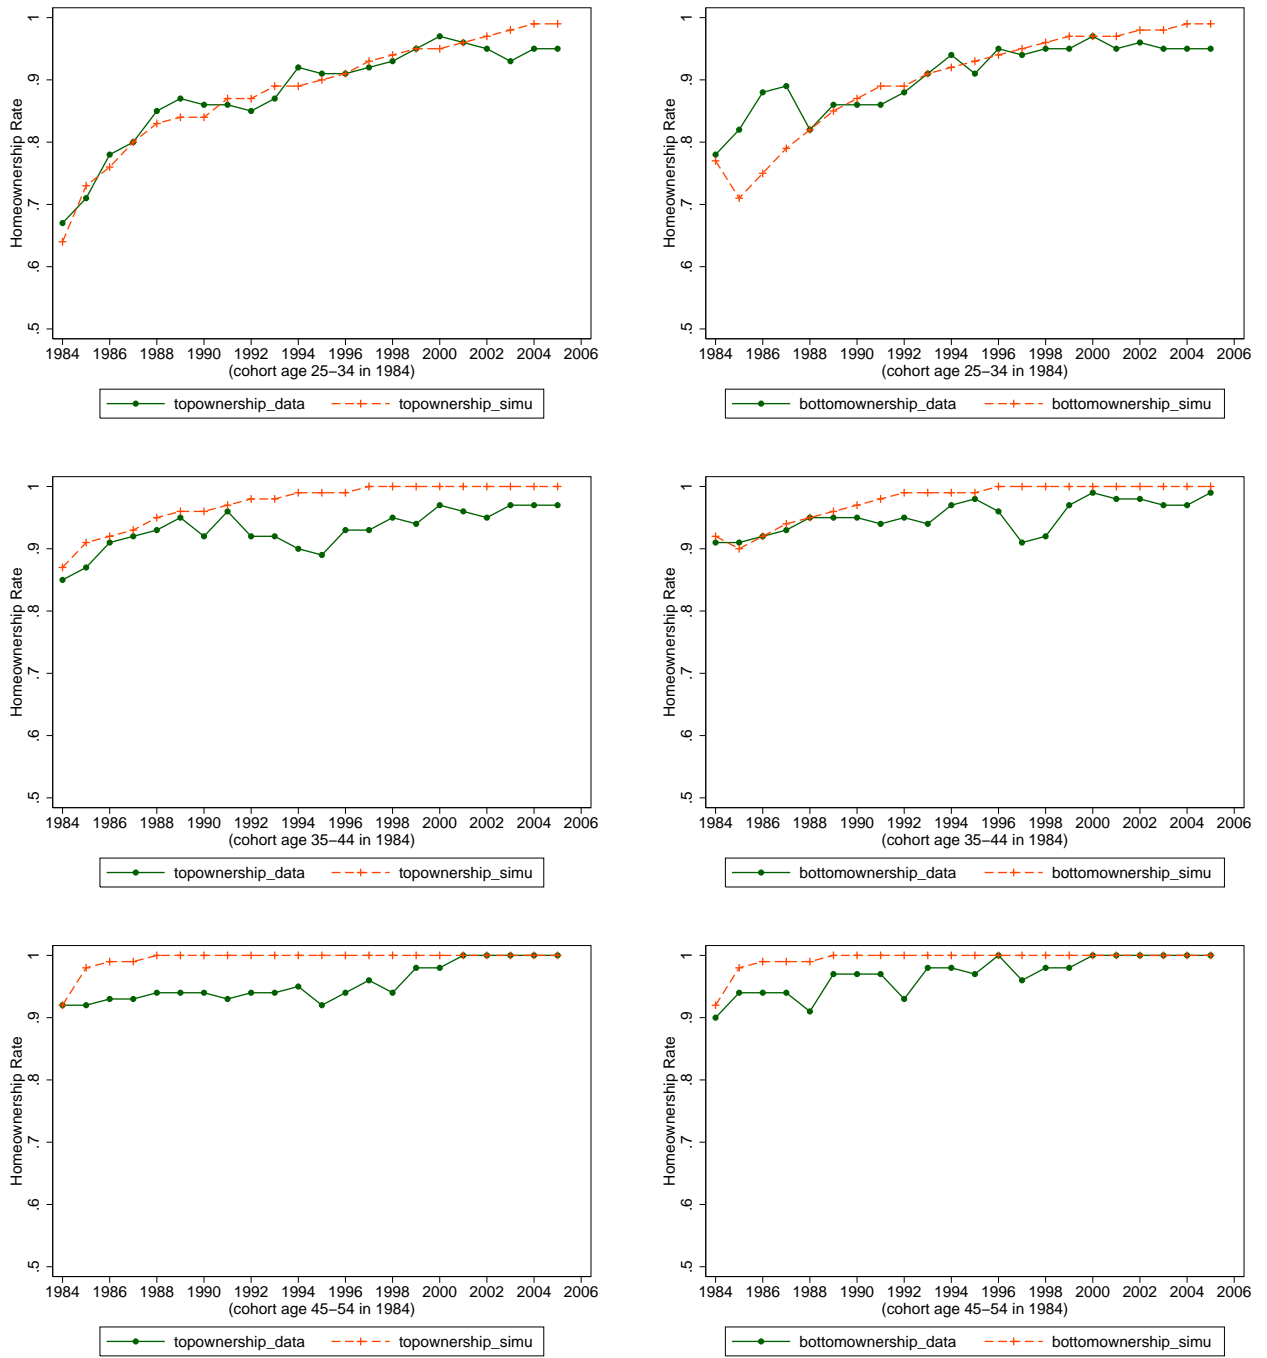 Homeownership Rate
.5 .6 .7 .8 .9 1
1984 1986 1988 1990 1992 1994 1996 1998 2000 2002 2004 2006
(cohort age 25−34 in 1984)
topownership_data topownership_simu
Homeownership Rate
.5 .6 .7 .8 .9 1
1984 1986 1988 1990 1992 1994 1996 1998 2000 2002 2004 2006
(cohort age 25−34 in 1984)
bottomownership_data bottomownership_simu
Homeownership Rate
.5 .6 .7 .8 .9 1
1984 1986 1988 1990 1992 1994 1996 1998 2000 2002 2004 2006
(cohort age 35−44 in 1984)
topownership_data topownership_simu
Homeownership Rate
.5 .6 .7 .8 .9 1
1984 1986 1988 1990 1992 1994 1996 1998 2000 2002 2004 2006
(cohort age 35−44 in 1984)
bottomownership_data bottomownership_simu
Homeownership Rate
.5 .6 .7 .8 .9 1
1984 1986 1988 1990 1992 1994 1996 1998 2000 2002 2004 2006
(cohort age 45−54 in 1984)
topownership_data topownership_simu
Homeownership Rate
.5 .6 .7 .8 .9 1
1984 1986 1988 1990 1992 1994 1996 1998 2000 2002 2004 2006
(cohort age 45−54 in 1984)
bottomownership_data bottomownership_simu